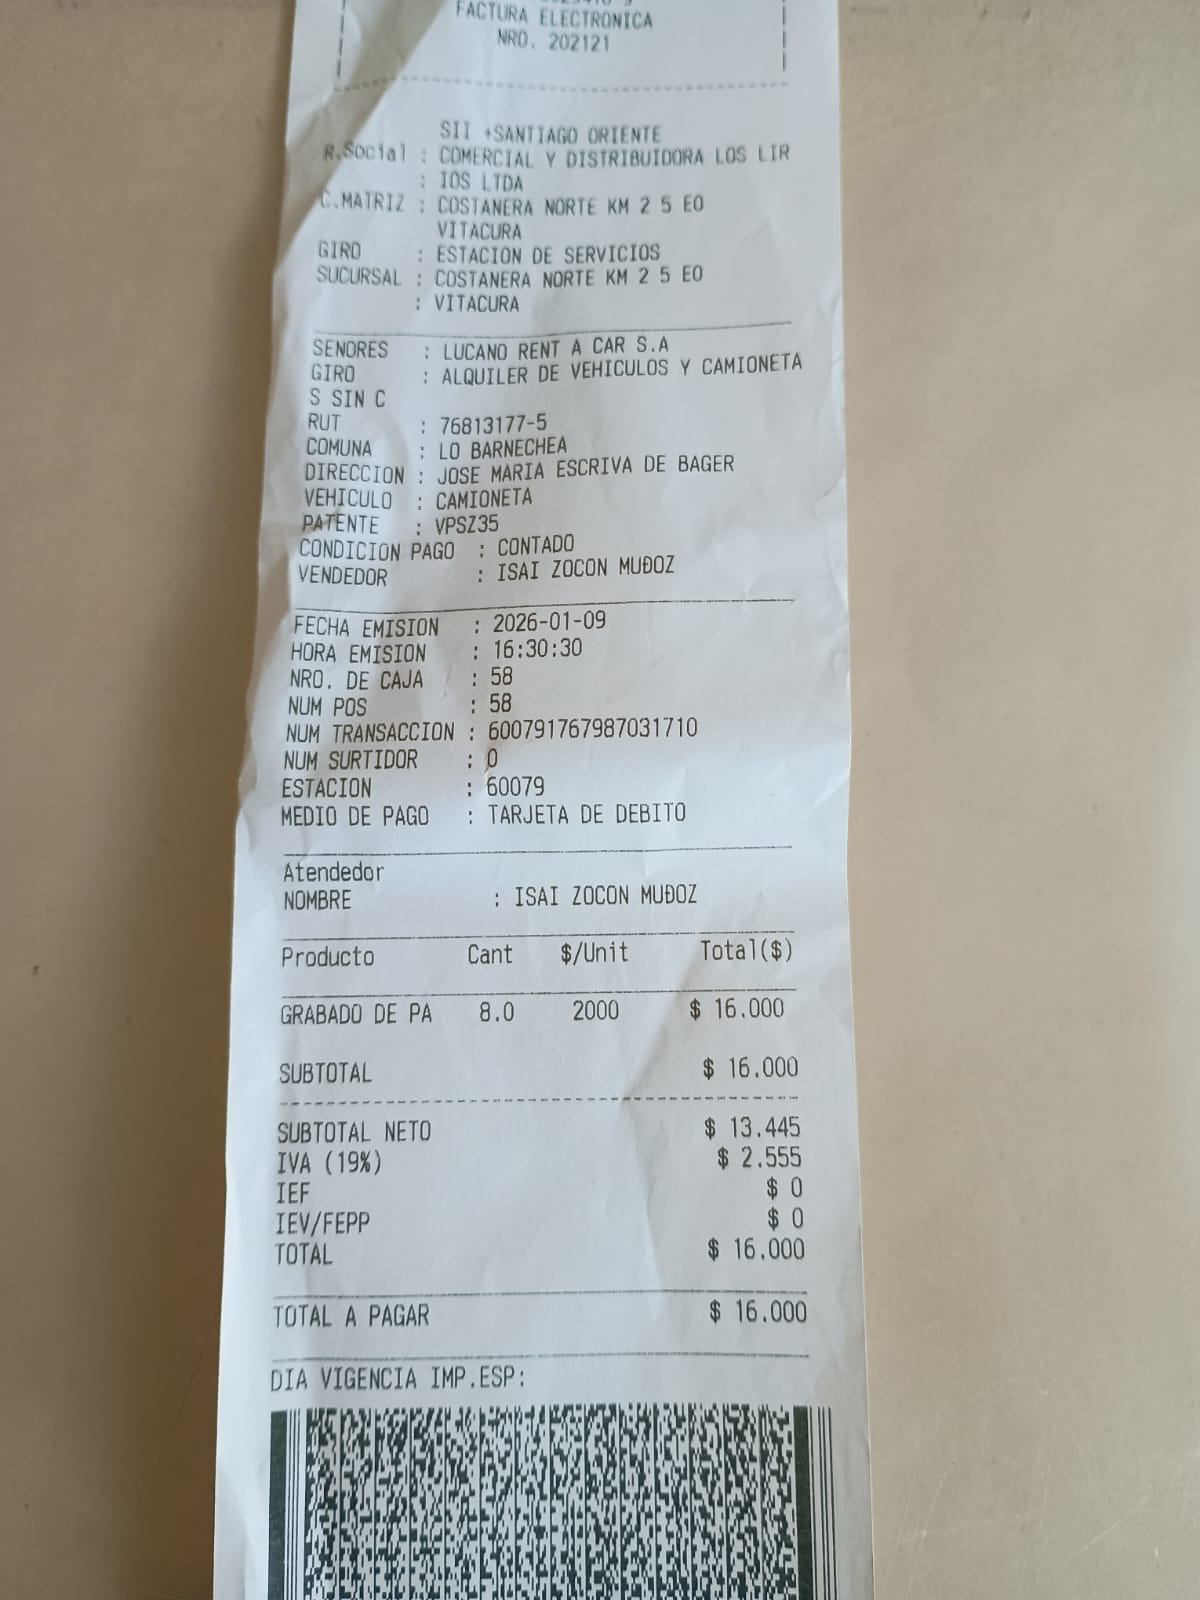 FACTURA ELECTRONICA
NRO. 202121
SII +SANTIAGO ORIENTE
R.Social : COMERCIAL Y DISTRIBUIDORA LOS LIR
: IOS LTDA
C.MATRIZ : COSTANERA NORTE KM 2 5 EO
VITACURA
GIRO : ESTACION DE SERVICIOS
SUCURSAL : COSTANERA NORTE KM 2 5 EO
: VITACURA
SENORES : LUCANO RENT A CAR S.A
GIRO : ALQUILER DE VEHICULOS Y CAMIONETA
S SIN C
RUT : 76813177-5
COMUNA : LO BARNECHEA
DIRECCION : JOSE MARIA ESCRIVA DE BAGER
VEHICULO : CAMIONETA
PATENTE : VPSZ35
CONDICION PAGO : CONTADO
VENDEDOR : ISAI ZOCON MUÐOZ
FECHA EMISION : 2026-01-09
HORA EMISION : 16:30:30
NRO. DE CAJA : 58
NUM POS : 58
NUM TRANSACCION : 600791767987031710
NUM SURTIDOR : 0
ESTACION : 60079
MEDIO DE PAGO : TARJETA DE DEBITO
Atendedor
NOMBRE : ISAI ZOCON MUÐOZ
Producto Cant $/Unit Total($)
GRABADO DE PA 8.0 2000 $ 16.000
SUBTOTAL $ 16.000
SUBTOTAL NETO $ 13.445
IVA (19%) $ 2.555
IEF $ 0
IEV/FEPP $ 0
TOTAL $ 16.000
TOTAL A PAGAR $ 16.000
DIA VIGENCIA IMP.ESP: